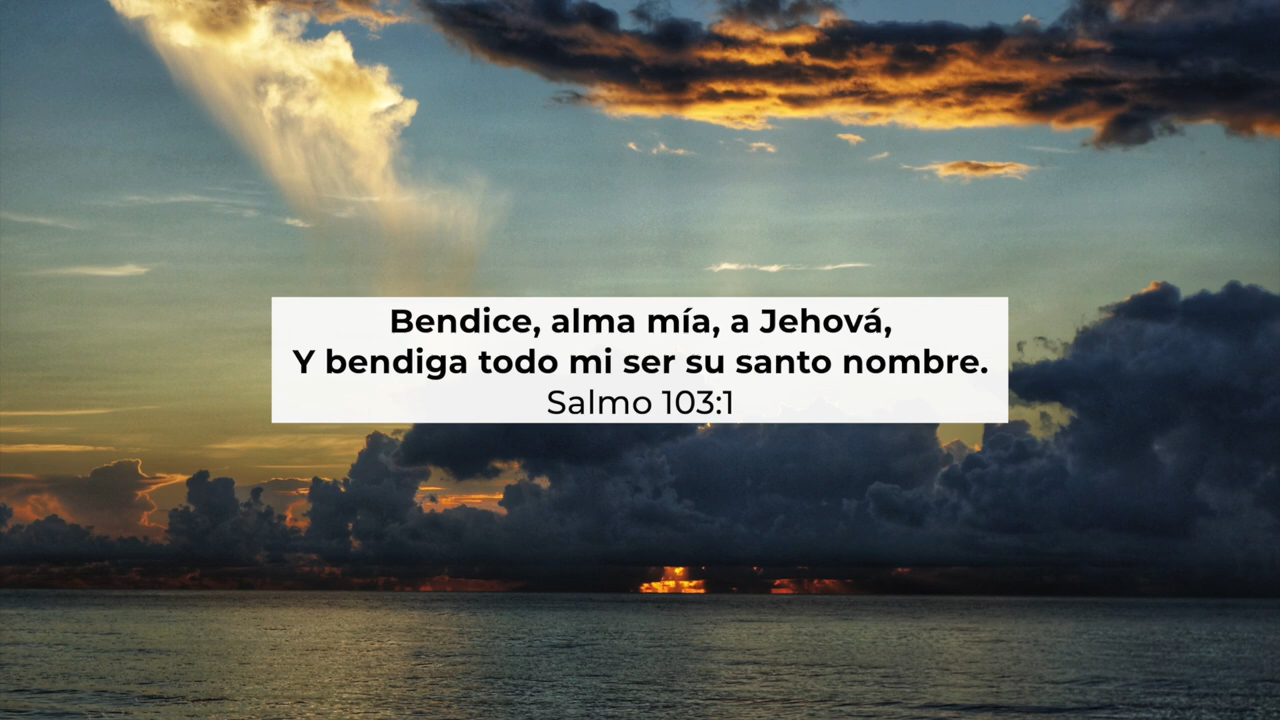 Bendice, alma mía, a Jehová,
Y bendiga todo mi ser su santo nombre.
Salmo 103:1